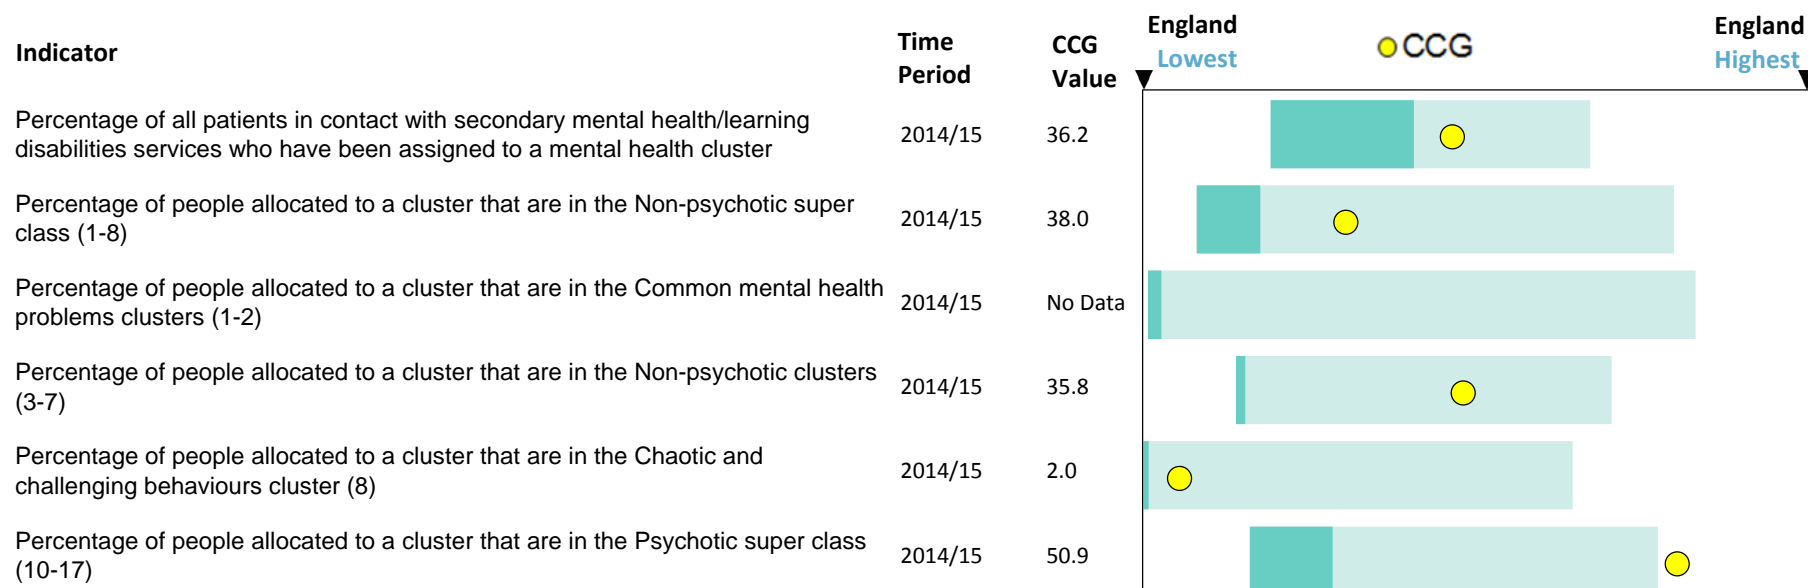 Indicator
Time
Period
CCG
Value
England
Lowest
CCG
England
Highest
Percentage of all patients in contact with secondary mental health/learning
disabilities services who have been assigned to a mental health cluster
2014/15
36.2
Percentage of people allocated to a cluster that are in the Non-psychotic super
class (1-8)
2014/15
38.0
Percentage of people allocated to a cluster that are in the Common mental health
problems clusters (1-2)
2014/15
No Data
Percentage of people allocated to a cluster that are in the Non-psychotic clusters
(3-7)
2014/15
35.8
Percentage of people allocated to a cluster that are in the Chaotic and
challenging behaviours cluster (8)
2014/15
2.0
Percentage of people allocated to a cluster that are in the Psychotic super class
(10-17)
2014/15
50.9